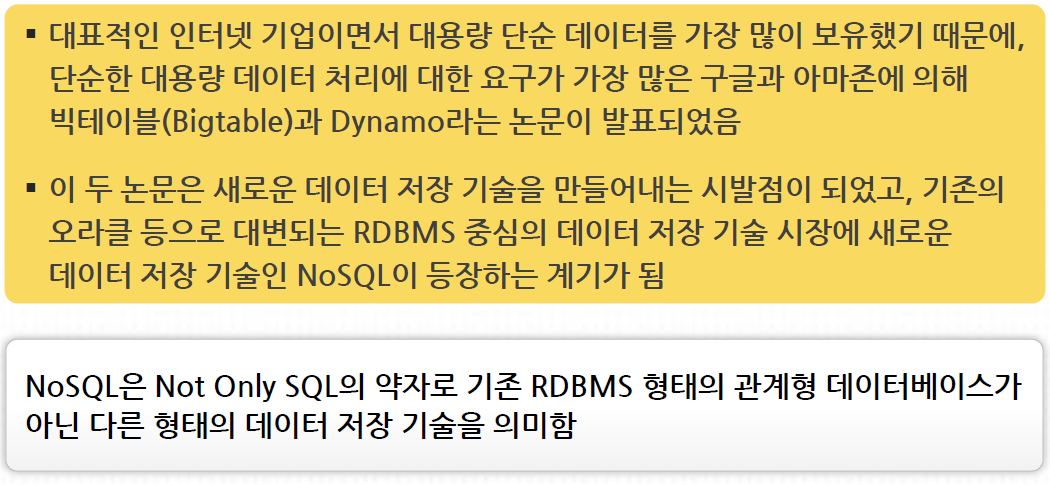 ▪ 대표적인 인터넷 기업이면서 대용량 단순 데이터를 가장 많이 보유했기 때문에,
단순한 대용량 데이터 처리에 대한 요구가 가장 많은 구글과 아마존에 의해
빅테이블(Bigtable)과 Dynamo라는 논문이 발표되었음
▪ 이 두 논문은 새로운 데이터 저장 기술을 만들어내는 시발점이 되었고, 기존의
오라클 등으로 대변되는 RDBMS 중심의 데이터 저장 기술 시장에 새로운
데이터 저장 기술인 NoSQL이 등장하는 계기가 됨
NoSQL은 Not Only SQL의 약자로 기존 RDBMS 형태의 관계형 데이터베이스가
아닌 다른 형태의 데이터 저장 기술을 의미함